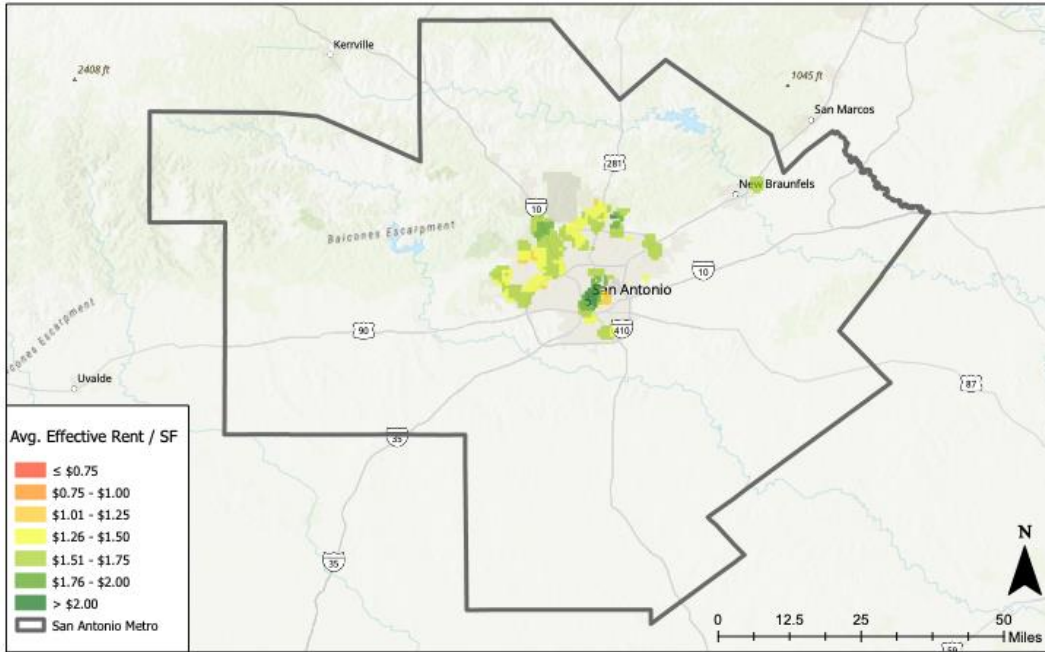 Kerrville
2408 ft
1045 ft
San Marcos
281
New Braunfels
10
Balcones Escarpment
10
San Antonio
90
410
Balcones Escarpment
Uvalde
87
35
Avg. Effective Rent / SF
≤ $0.75
$0.75 - $1.00
$1.01 - $1.25
$1.26 - $1.50
$1.51 - $1.75
$1.76 - $2.00
> $2.00
San Antonio Metro
35
N
0 12.5 25 50
Miles
59